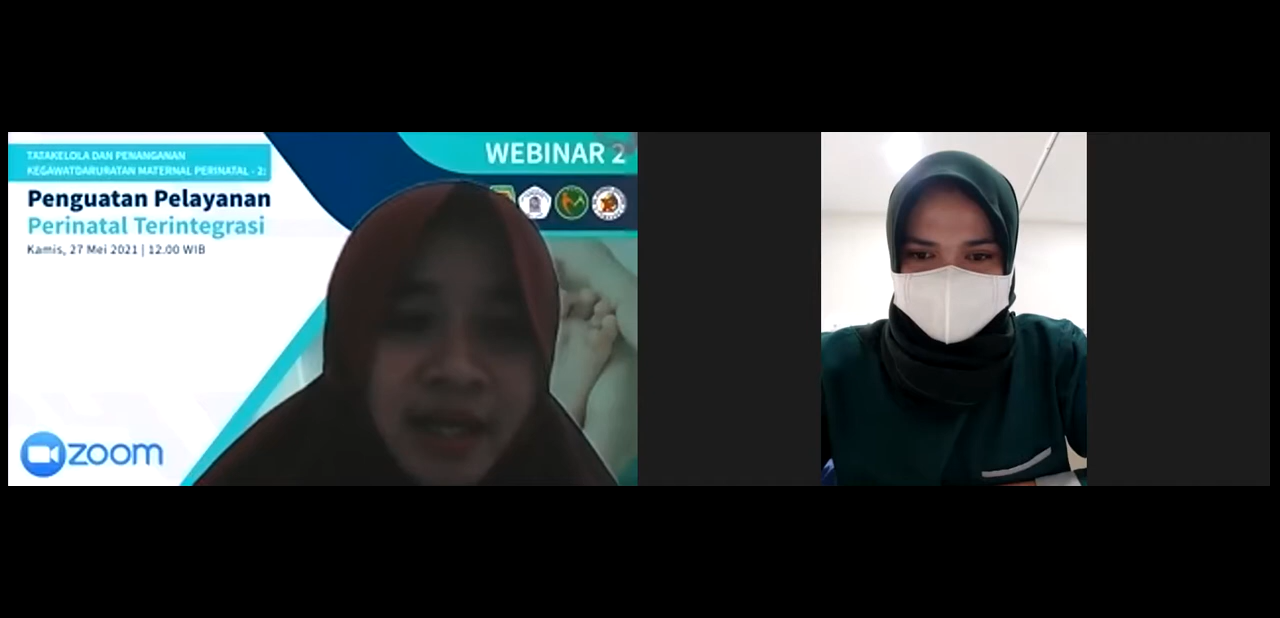 TATAKELOLA DAN PENANGANAN
KEGAWATDARURATAN MATERNAL PERINATAL - 2:
Penguatan Pelayanan
Perinatal Terintegrasi
Kamis, 27 Mei 2021 | 12.00 WIB
WEBINAR 2
zoom